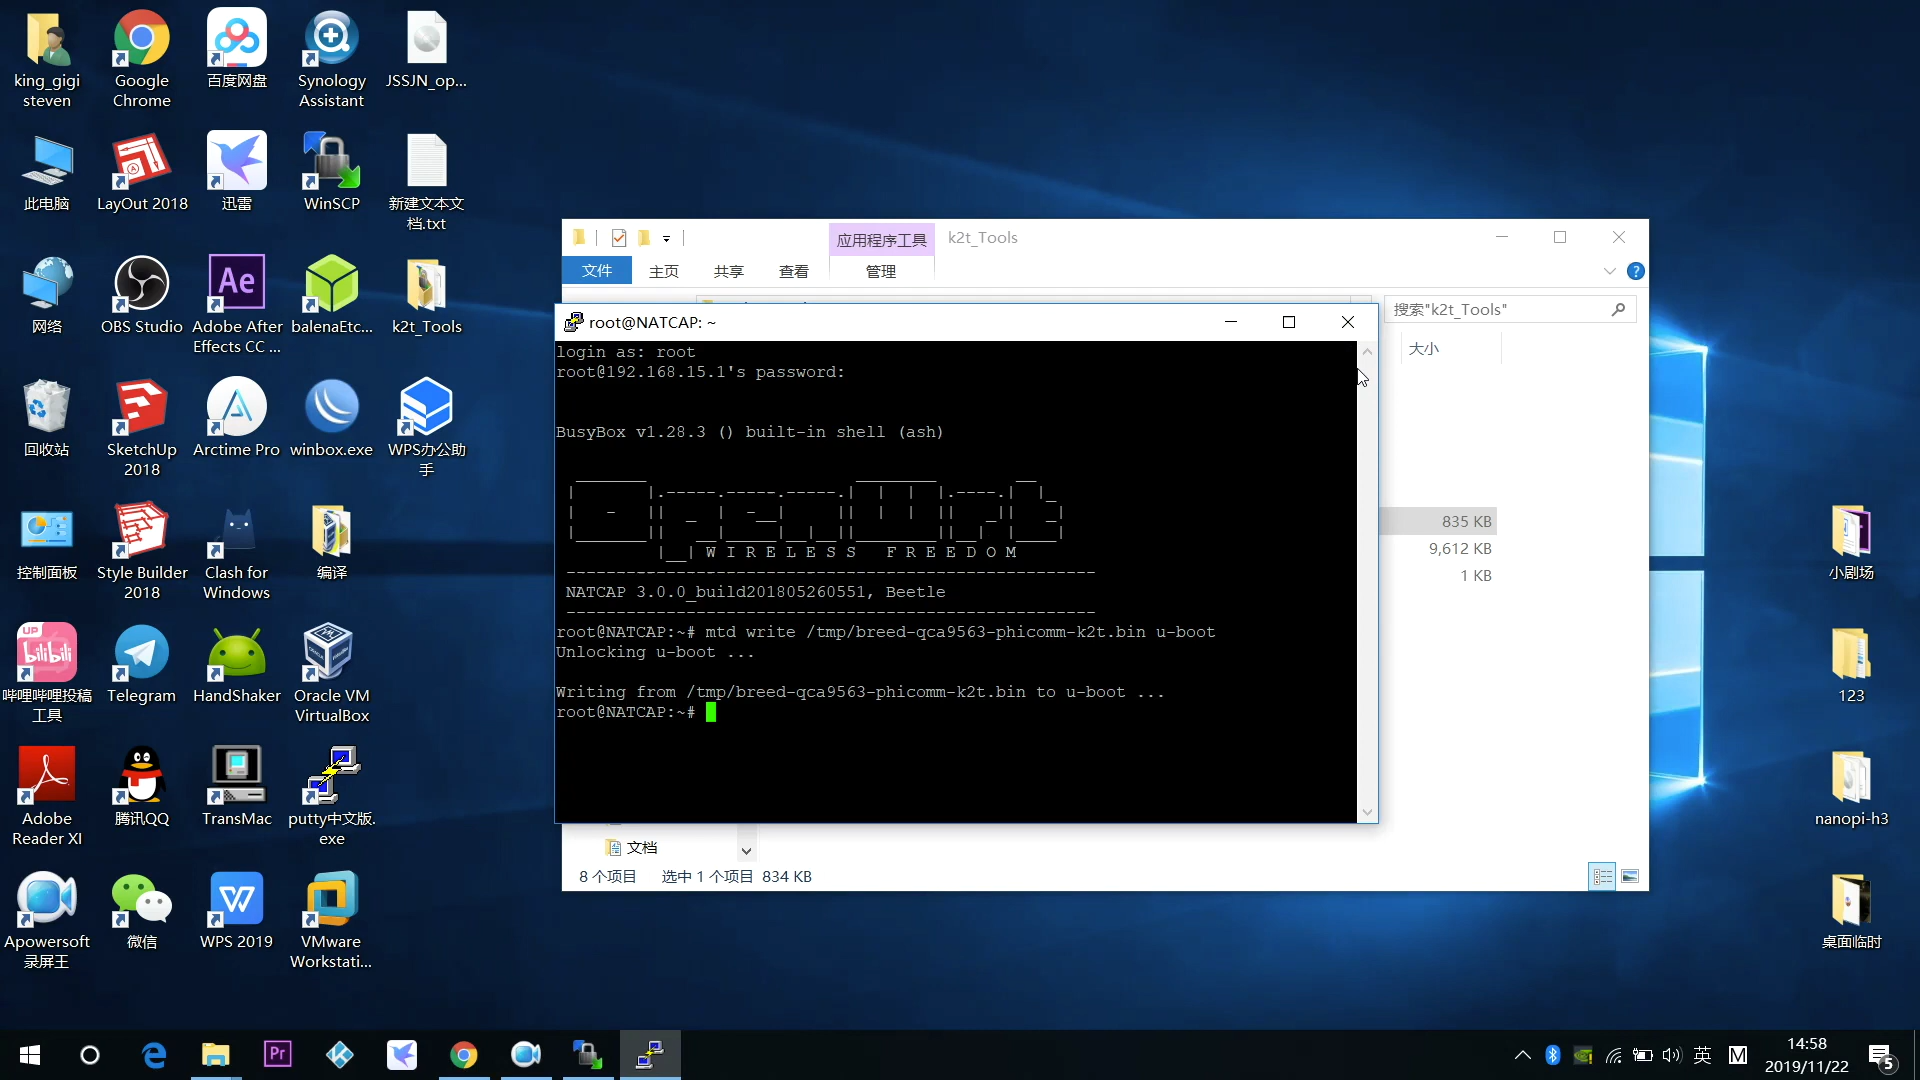 king_gigi
steven
Google
Chrome
百度网盘
Synology
Assistant
JSSJN_op...
此电脑
LayOut 2018
迅雷
WinSCP
新建文本文
档.txt
网络
OBS Studio
Ae
Adobe After
Effects CC ...
balenaEtc...
k2t_Tools
回收站
SketchUp
2018
Arctime Pro
winbox.exe
WPS办公助
手
控制面板
Style Builder
2018
Clash for
Windows
编译
UP
bilibili
哔哩哔哩投稿
工具
Telegram
HandShaker
Oracle VM
VirtualBox
Adobe
Reader XI
腾讯QQ
TransMac
putty中文版.
exe
Apowersoft
录屏王
微信
WPS 2019
VMware
Workstati...
应用程序工具
k2t_Tools
文件
主页
共享
查看
管理
搜索"k2t_Tools"
大小
835 KB
9,612 KB
1 KB
文档
8 个项目
选中 1 个项目 834 KB
root@NATCAP: ~
login as: root
root@192.168.15.1's password:
BusyBox v1.28.3 () built-in shell (ash)
OpenWrt
W I R E L E S S F R E E D O M
-----------------------------------------------------
NATCAP 3.0.0_build201805260551, Beetle
-----------------------------------------------------
root@NATCAP:~# mtd write /tmp/breed-qca9563-phicomm-k2t.bin u-boot
Unlocking u-boot ...
Writing from /tmp/breed-qca9563-phicomm-k2t.bin to u-boot ...
root@NATCAP:~#
小剧场
123
nanopi-h3
桌面临时
Pr
英
M
14:58
2019/11/22
5